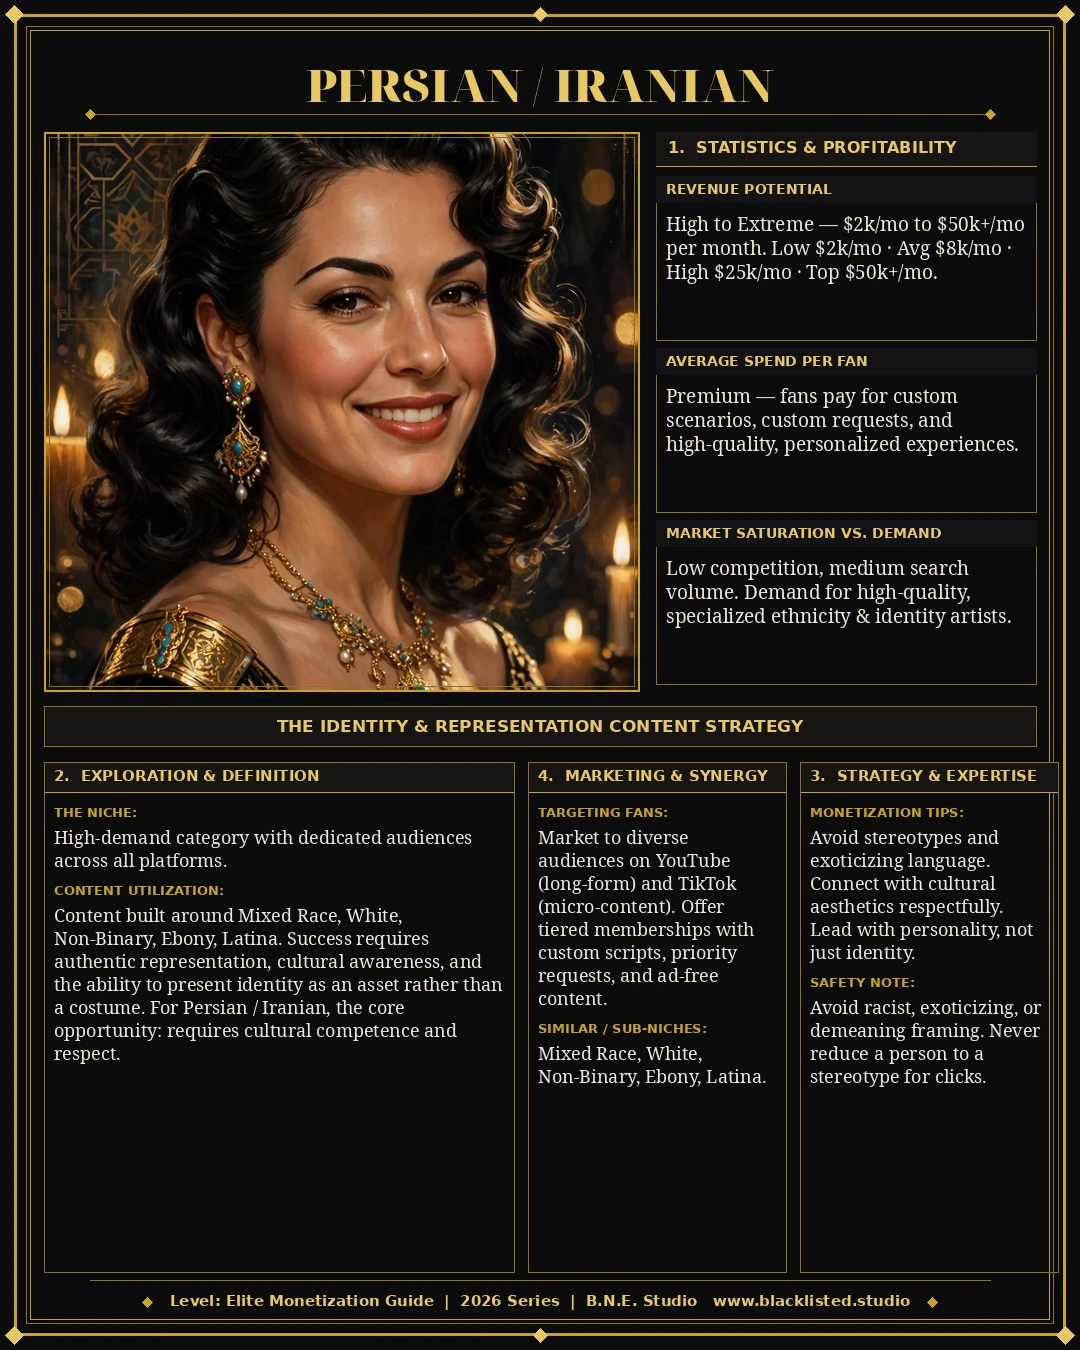 PERSIAN / IRANIAN
1. STATISTICS & PROFITABILITY
REVENUE POTENTIAL
High to Extreme — $2k/mo to $50k+/mo
per month. Low $2k/mo · Avg $8k/mo ·
High $25k/mo · Top $50k+/mo.
AVERAGE SPEND PER FAN
Premium — fans pay for custom
scenarios, custom requests, and
high-quality, personalized experiences.
MARKET SATURATION VS. DEMAND
Low competition, medium search
volume. Demand for high-quality,
specialized ethnicity & identity artists.
THE IDENTITY & REPRESENTATION CONTENT STRATEGY
2. EXPLORATION & DEFINITION
THE NICHE:
High-demand category with dedicated audiences
across all platforms.
CONTENT UTILIZATION:
Content built around Mixed Race, White,
Non-Binary, Ebony, Latina. Success requires
authentic representation, cultural awareness, and
the ability to present identity as an asset rather than
a costume. For Persian / Iranian, the core
opportunity: requires cultural competence and
respect.
4. MARKETING & SYNERGY
TARGETING FANS:
Market to diverse
audiences on YouTube
(long-form) and TikTok
(micro-content). Offer
tiered memberships with
custom scripts, priority
requests, and ad-free
content.
SIMILAR / SUB-NICHES:
Mixed Race, White,
Non-Binary, Ebony, Latina.
3. STRATEGY & EXPERTISE
MONETIZATION TIPS:
Avoid stereotypes and
exoticizing language.
Connect with cultural
aesthetics respectfully.
Lead with personality, not
just identity.
SAFETY NOTE:
Avoid racist, exoticizing, or
demeaning framing. Never
reduce a person to a
stereotype for clicks.
Level: Elite Monetization Guide | 2026 Series | B.N.E. Studio www.blacklisted.studio